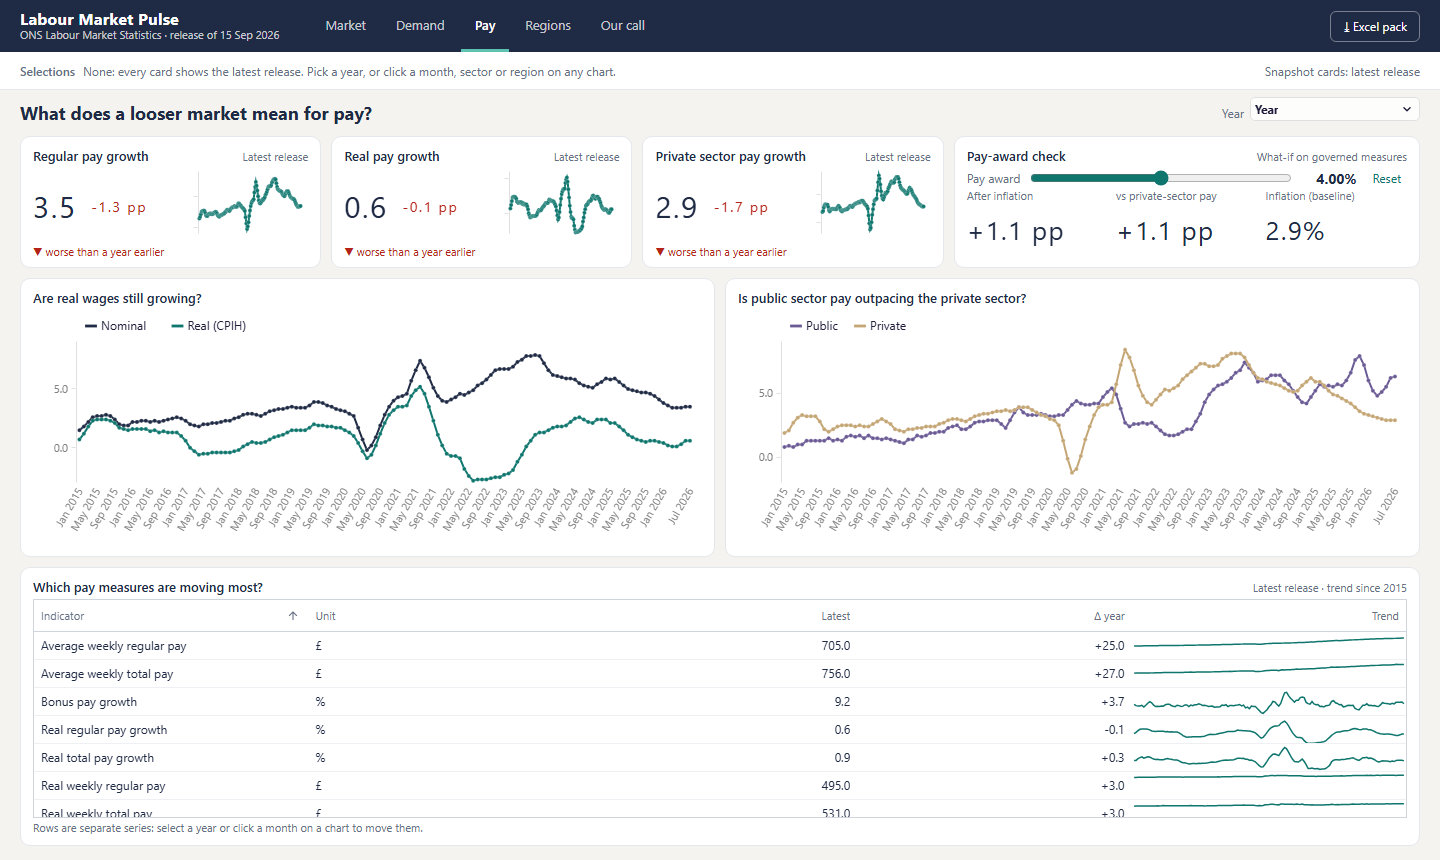 Labour Market Pulse
ONS Labour Market Statistics · release of 15 Sep 2026
Market Demand Pay Regions Our call
⤓ Excel pack
Selections None: every card shows the latest release. Pick a year, or click a month, sector or region on any chart.
Snapshot cards: latest release
What does a looser market mean for pay?
Year Year
Regular pay growth Latest release
3.5 -1.3 pp
▼ worse than a year earlier
Real pay growth Latest release
0.6 -0.1 pp
▼ worse than a year earlier
Private sector pay growth Latest release
2.9 -1.7 pp
▼ worse than a year earlier
Pay-award check What-if on governed measures
Pay award 4.00% Reset
After inflation vs private-sector pay Inflation (baseline)
+1.1 pp +1.1 pp 2.9%
Are real wages still growing?
Nominal Real (CPIH)
5.0
0.0
Jan 2015 May 2015 Sep 2015 Jan 2016 May 2016 Sep 2016 Jan 2017 May 2017 Sep 2017 Jan 2018 May 2018 Sep 2018 Jan 2019 May 2019 Sep 2019 Jan 2020 May 2020 Sep 2020 Jan 2021 May 2021 Sep 2021 Jan 2022 May 2022 Sep 2022 Jan 2023 May 2023 Sep 2023 Jan 2024 May 2024 Sep 2024 Jan 2025 May 2025 Sep 2025 Jan 2026 Jul 2026
Is public sector pay outpacing the private sector?
Public Private
5.0
0.0
Jan 2015 May 2015 Sep 2015 Jan 2016 May 2016 Sep 2016 Jan 2017 May 2017 Sep 2017 Jan 2018 May 2018 Sep 2018 Jan 2019 May 2019 Sep 2019 Jan 2020 May 2020 Sep 2020 Jan 2021 May 2021 Sep 2021 Jan 2022 May 2022 Sep 2022 Jan 2023 May 2023 Sep 2023 Jan 2024 May 2024 Sep 2024 Jan 2025 May 2025 Sep 2025 Jan 2026 Jul 2026
Which pay measures are moving most? Latest release · trend since 2015
Indicator ↑ Unit Latest Δ year Trend
Average weekly regular pay £ 705.0 +25.0
Average weekly total pay £ 756.0 +27.0
Bonus pay growth % 9.2 +3.7
Real regular pay growth % 0.6 -0.1
Real total pay growth % 0.9 +0.3
Real weekly regular pay £ 495.0 +3.0
Real weekly total pay £ 531.0 +3.0
Rows are separate series: select a year or click a month on a chart to move them.